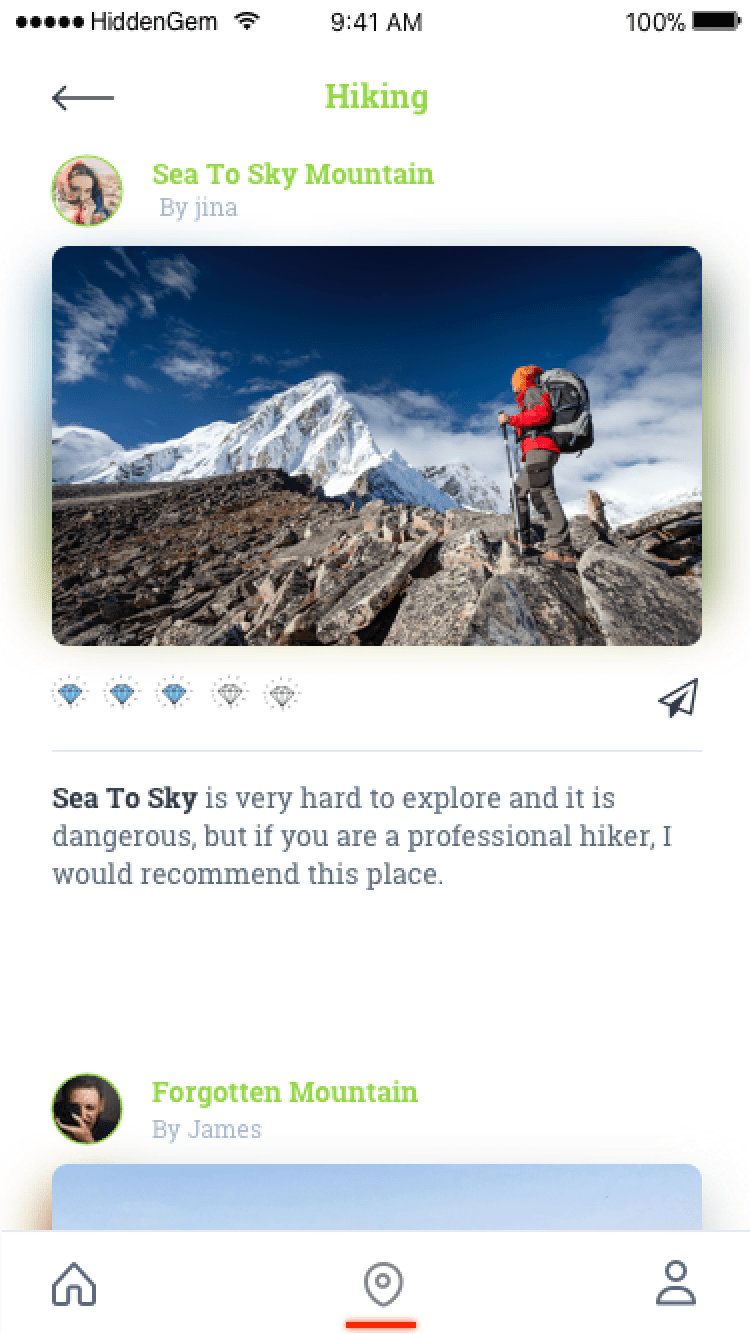 HiddenGem 9:41 AM 100%
Hiking
Sea To Sky Mountain
By jina
Sea To Sky is very hard to explore and it is
dangerous, but if you are a professional hiker, I
would recommend this place.
Forgotten Mountain
By James